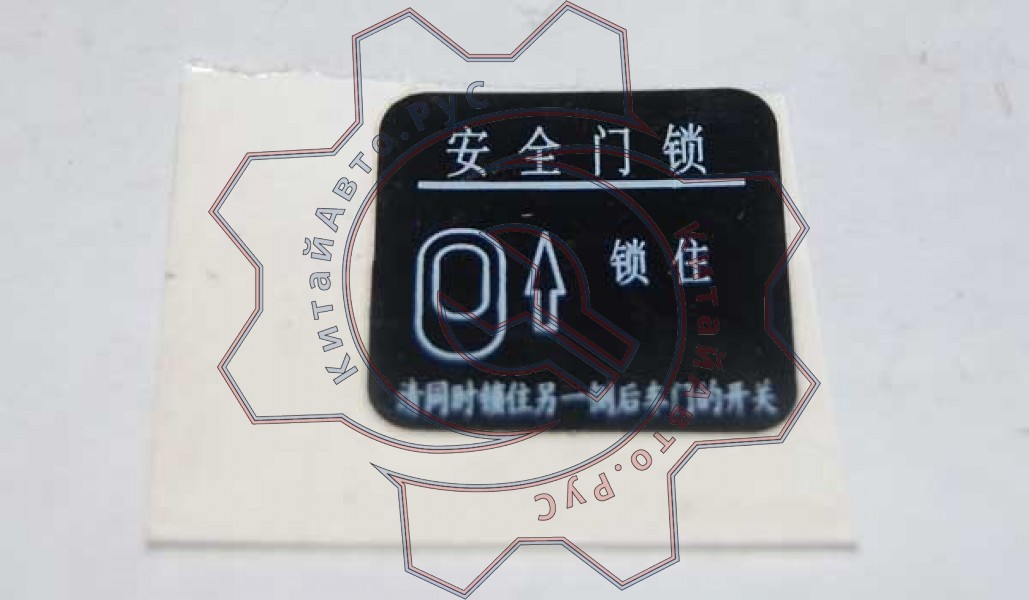 安全门锁
锁住
请同时锁住另一侧后车门的开关
КитайАвто.Рус
КитайАвто.Рус